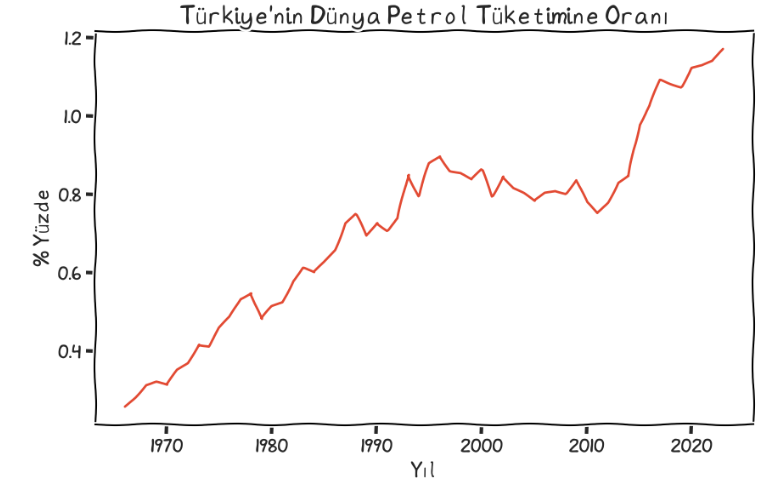 Türkiye'nin Dünya Petrol Tüketimine Oranı
1.2
1.0
0.8
0.6
0.4
% Yüzde
1970 1980 1990 2000 2010 2020
Yıl